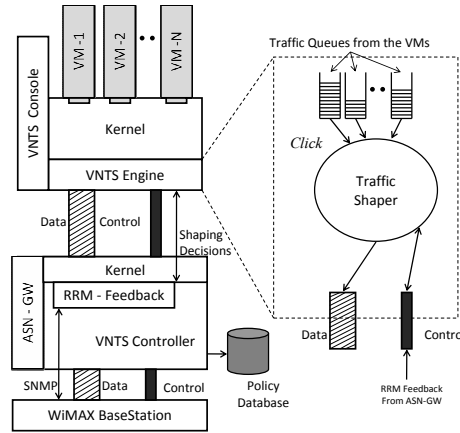 VM -1
VM -2
VM -N
VNTS Console
Kernel
VNTS Engine
Data
Control
Shaping
Decisions
ASN - GW
Kernel
RRM - Feedback
VNTS Controller
SNMP
Data
Control
WiMAX BaseStation
Policy
Database
Traffic Queues from the VMs
Click
Traffic
Shaper
Data
Contro
RRM Feedback
From ASN-GW